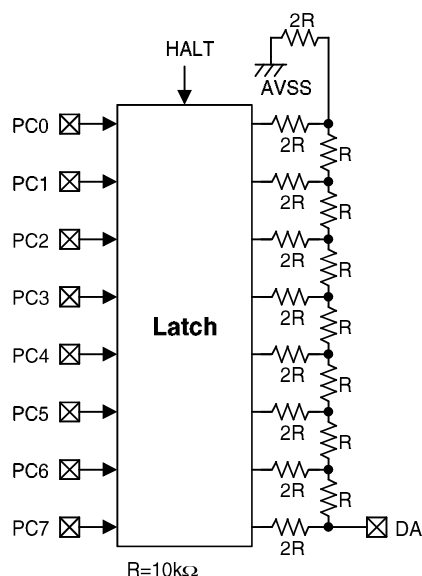 2R
HALT
AVSS
PC0
2R
R
PC1
2R
R
PC2
2R
R
PC3
2R
R
Latch
PC4
2R
R
PC5
2R
R
PC6
2R
R
PC7
DA
2R
R=10kΩ